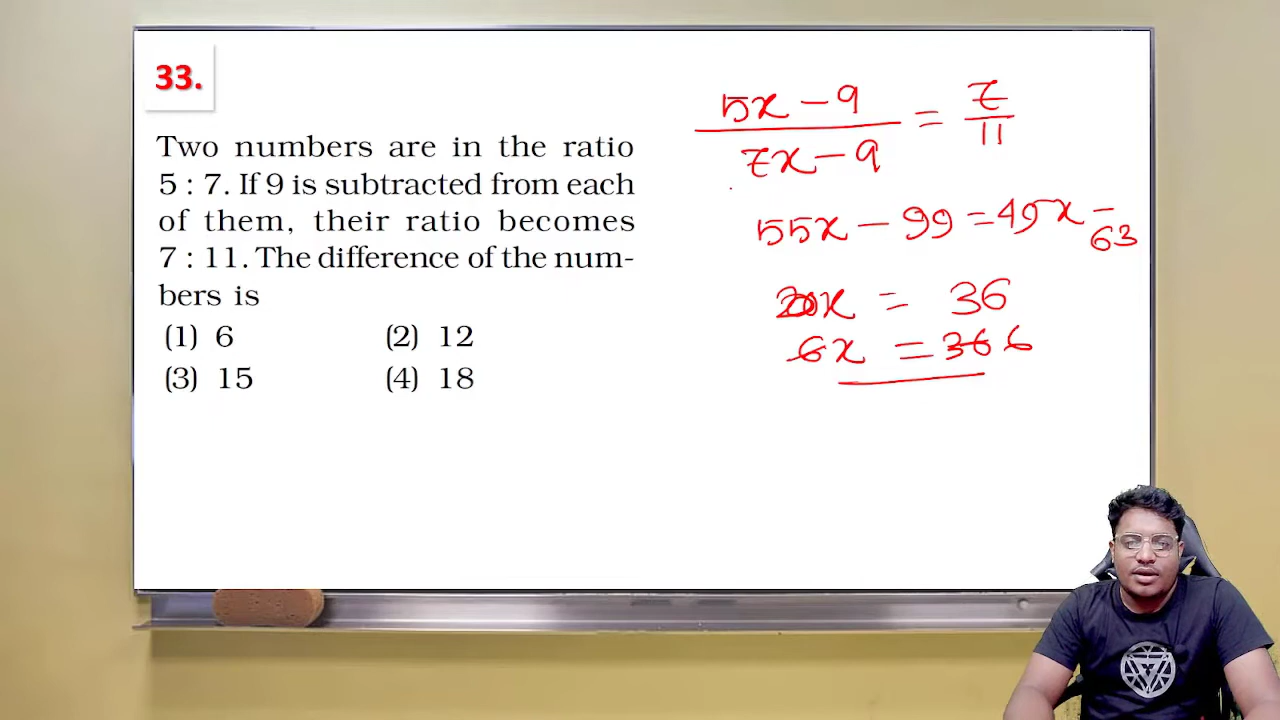 33.
Two numbers are in the ratio
5 : 7. If 9 is subtracted from each
of them, their ratio becomes
7 : 11. The difference of the num-
bers is
(1) 6 (2) 12
(3) 15 (4) 18
5x - 9 / 7x - 9 = 7 / 11
55x - 99 = 49x - 63
x = 36
6x = 36 6